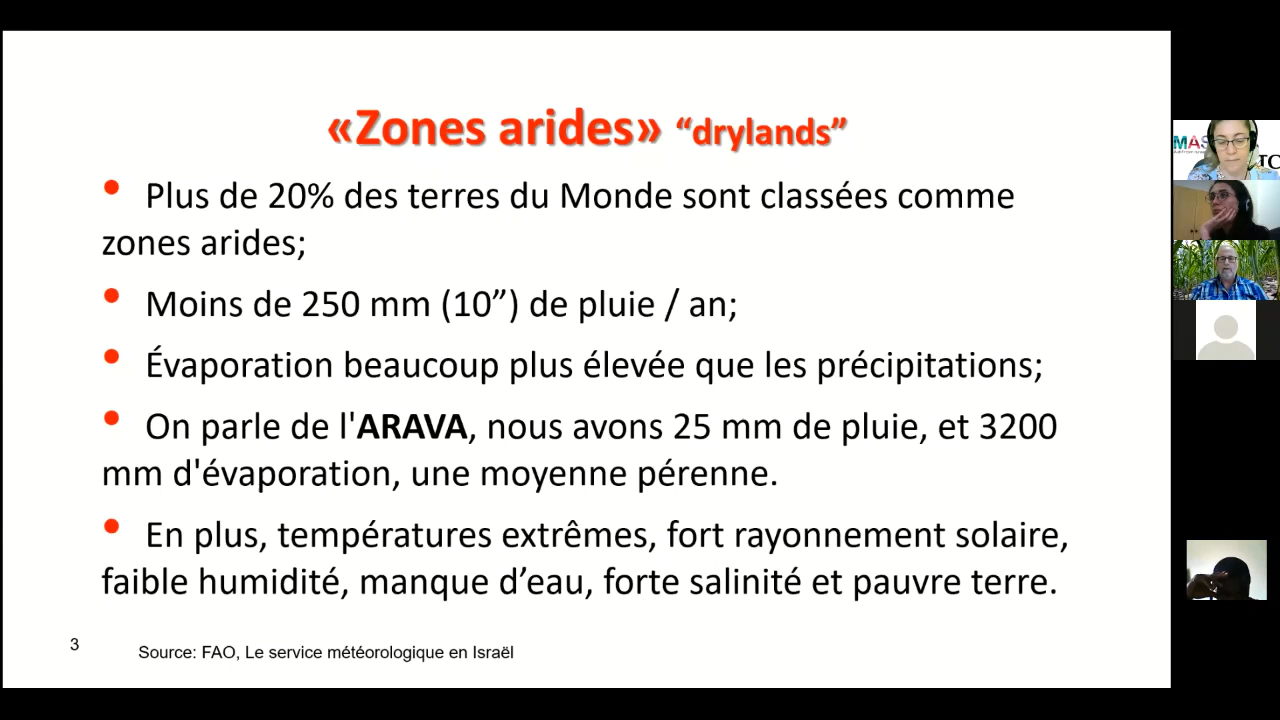 «Zones arides» “drylands”
• Plus de 20% des terres du Monde sont classées comme
zones arides;
• Moins de 250 mm (10”) de pluie / an;
• Évaporation beaucoup plus élevée que les précipitations;
• On parle de l'ARAVA, nous avons 25 mm de pluie, et 3200
mm d'évaporation, une moyenne pérenne.
• En plus, températures extrêmes, fort rayonnement solaire,
faible humidité, manque d’eau, forte salinité et pauvre terre.
3
Source: FAO, Le service météorologique en Israël